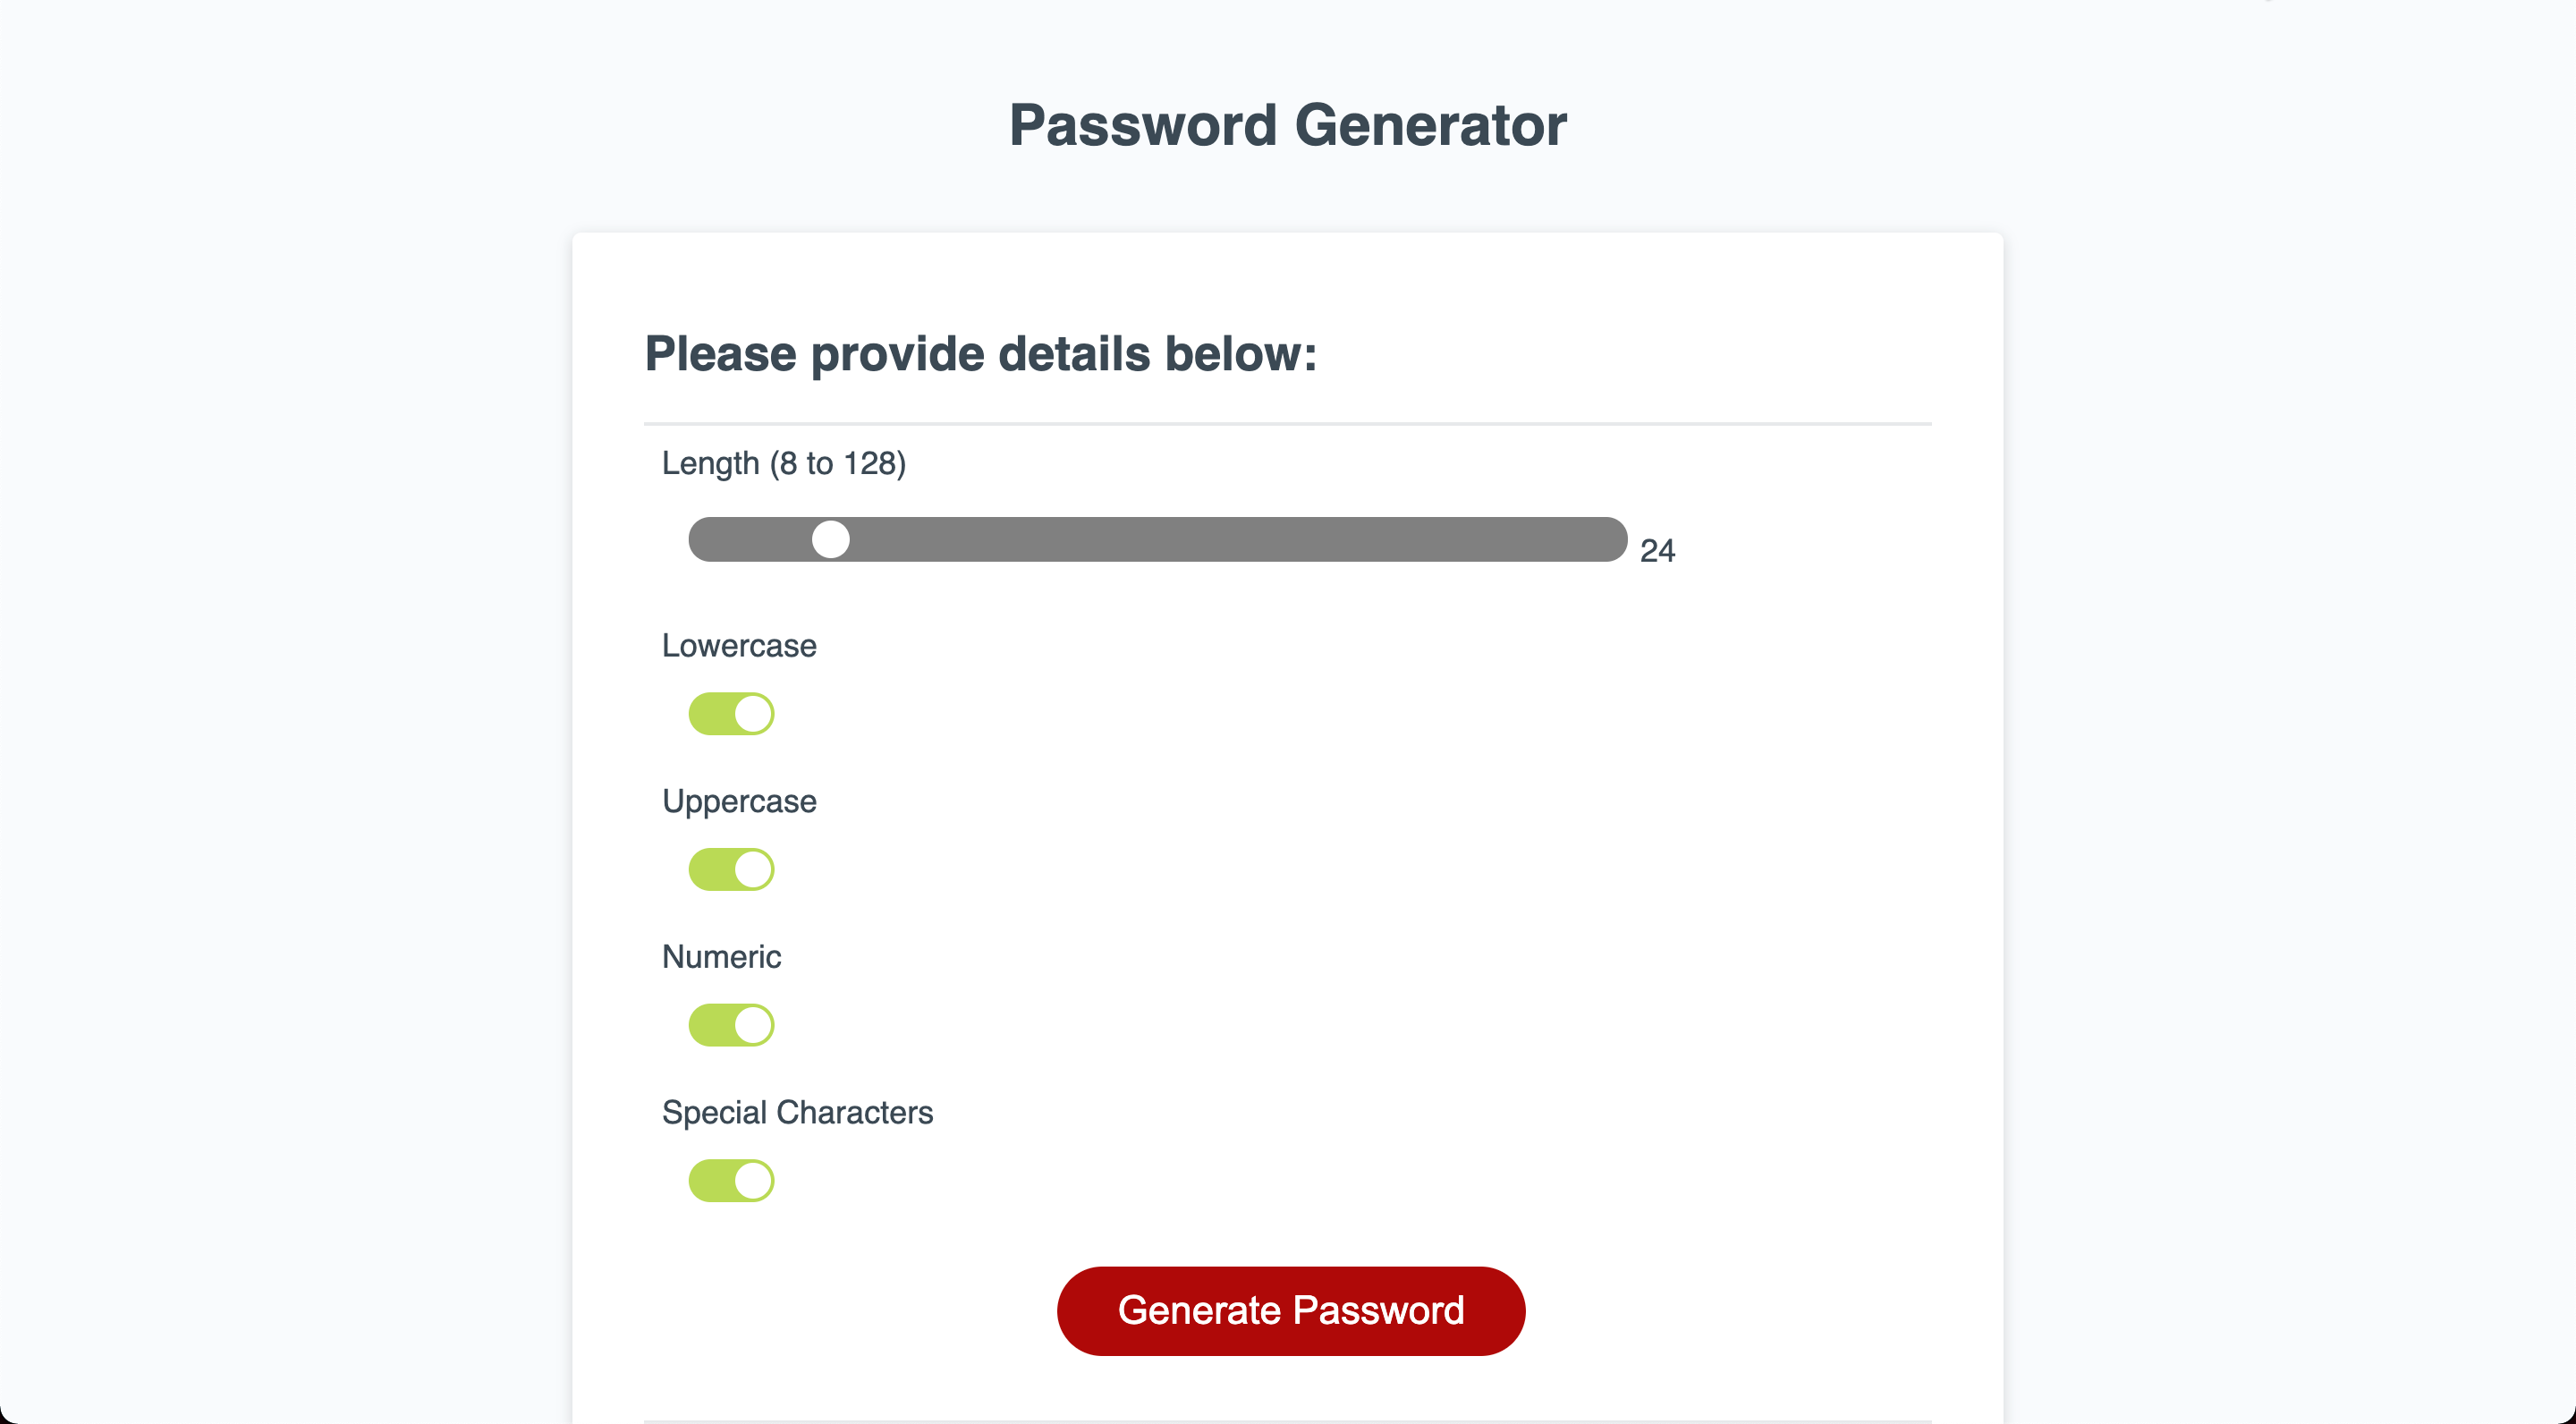 Password Generator
Please provide details below:
Length (8 to 128)
24
Lowercase
Uppercase
Numeric
Special Characters
Generate Password